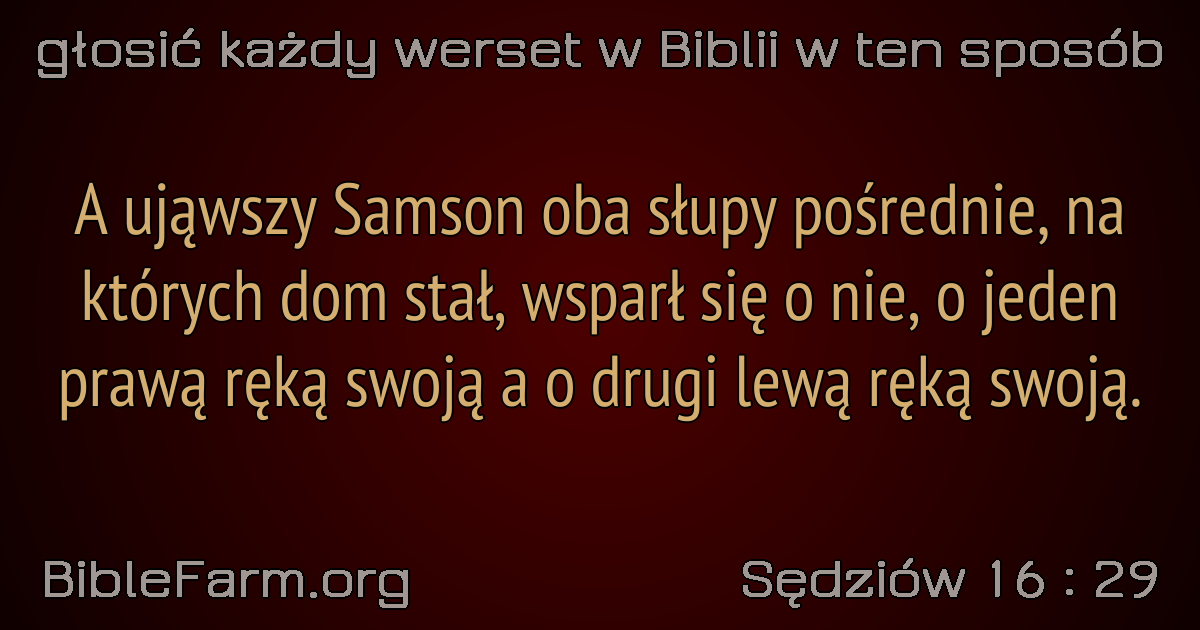 głosić każdy werset w Biblii w ten sposób
A ująwszy Samson oba słupy pośrednie, na
których dom stał, wsparł się o nie, o jeden
prawą ręką swoją a o drugi lewą ręką swoją.
BibleFarm.org
Sędziów 16 : 29